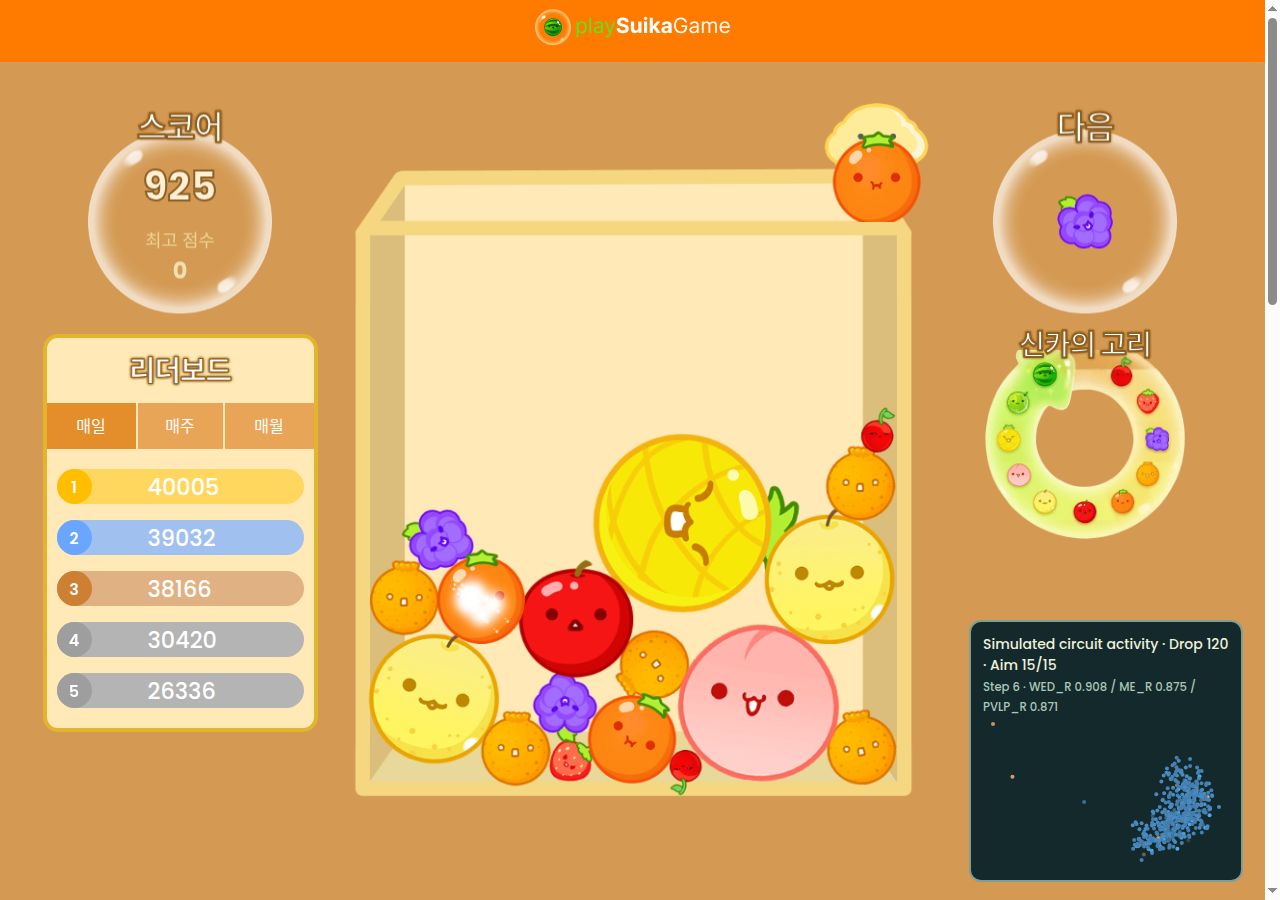 playSuikaGame
스코어
925
최고 점수
0
다음
신카의 고리
리더보드
매일 매주 매월
1 40005
2 39032
3 38166
4 30420
5 26336
Simulated circuit activity · Drop 120
· Aim 15/15
Step 6 · WED_R 0.908 / ME_R 0.875 /
PVLP_R 0.871